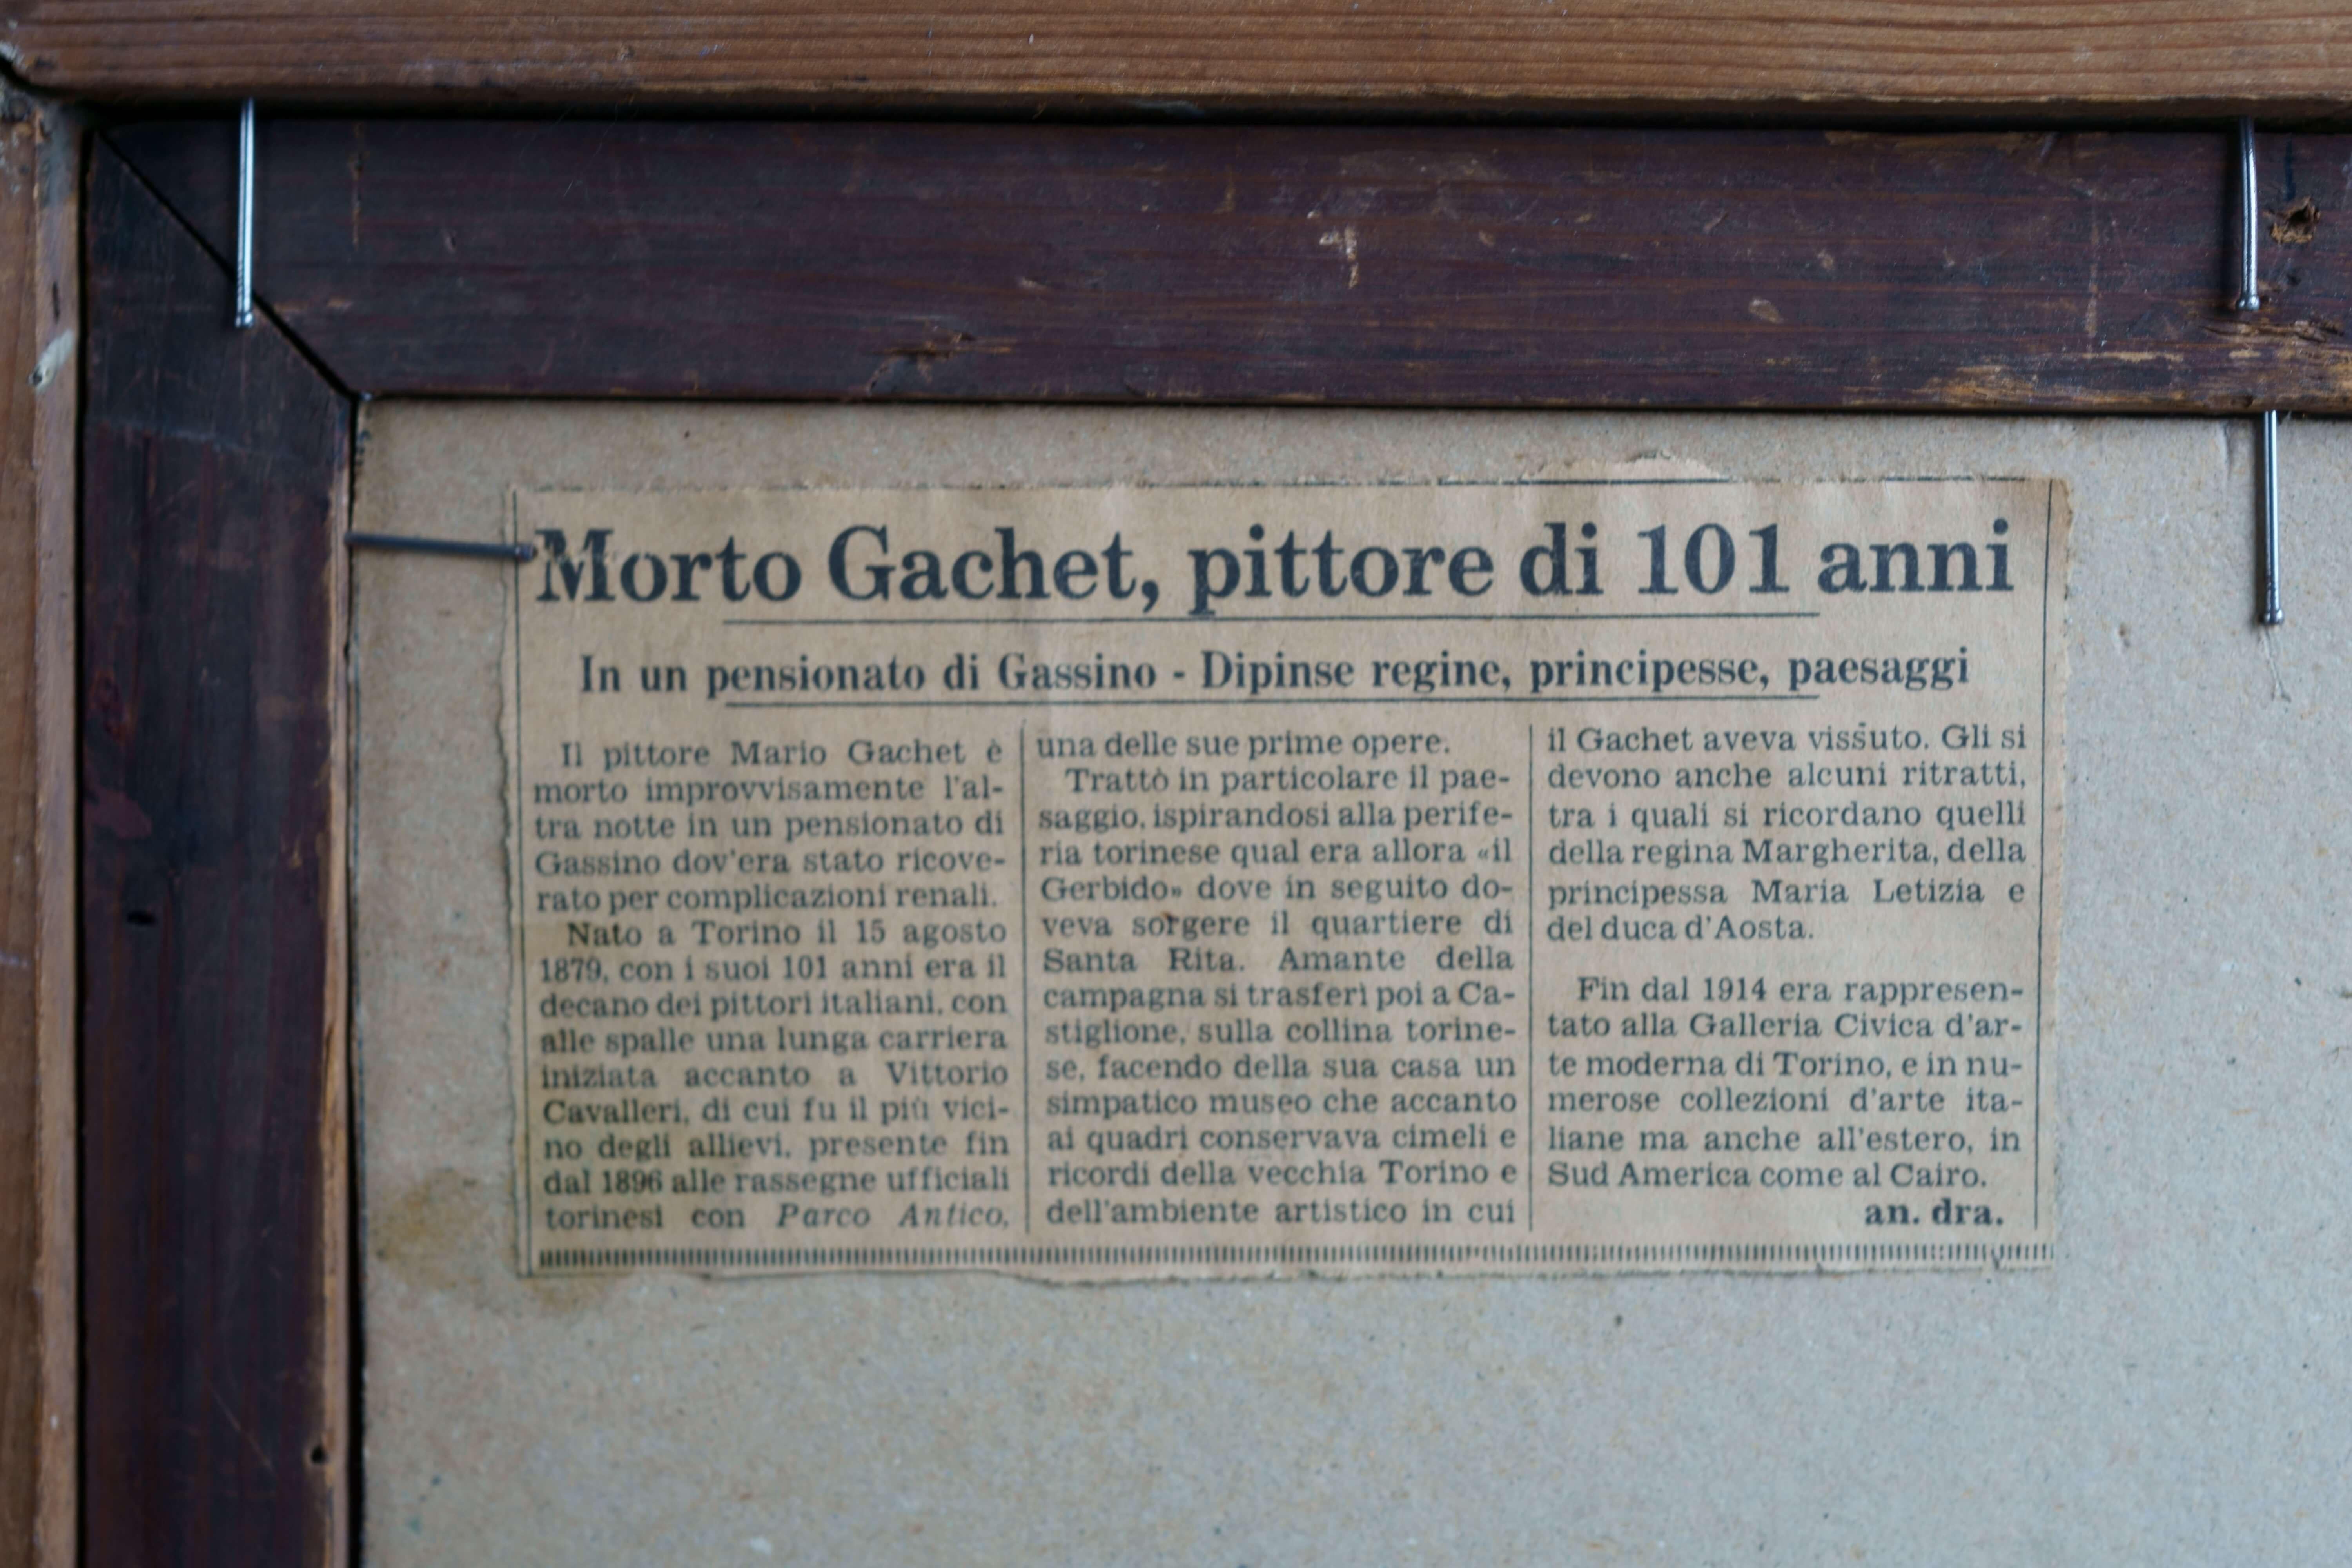 Morto Gachet, pittore di 101 anni
In un pensionato di Gassino - Dipinse regine, principesse, paesaggi
Il pittore Mario Gachet è
morto improvvisamente l'al-
tra notte in un pensionato di
Gassino dov'era stato ricove-
rato per complicazioni renali.
Nato a Torino il 15 agosto
1879, con i suoi 101 anni era il
decano dei pittori italiani, con
alle spalle una lunga carriera
iniziata accanto a Vittorio
Cavalleri, di cui fu il più vici-
no degli allievi, presente fin
dal 1896 alle rassegne ufficiali
torinesi con Parco Antico,
una delle sue prime opere.
Trattò in particolare il pae-
saggio, ispirandosi alla perife-
ria torinese qual era allora «il
Gerbido» dove in seguito do-
veva sorgere il quartiere di
Santa Rita. Amante della
campagna si trasferì poi a Ca-
stiglione, sulla collina torine-
se, facendo della sua casa un
simpatico museo che accanto
ai quadri conservava cimeli e
ricordi della vecchia Torino e
dell'ambiente artistico in cui
il Gachet aveva vissuto. Gli si
devono anche alcuni ritratti,
tra i quali si ricordano quelli
della regina Margherita, della
principessa Maria Letizia e
del duca d'Aosta.
Fin dal 1914 era rappresen-
tato alla Galleria Civica d'ar-
te moderna di Torino, e in nu-
merose collezioni d'arte ita-
liane ma anche all'estero, in
Sud America come al Cairo.
an. dra.